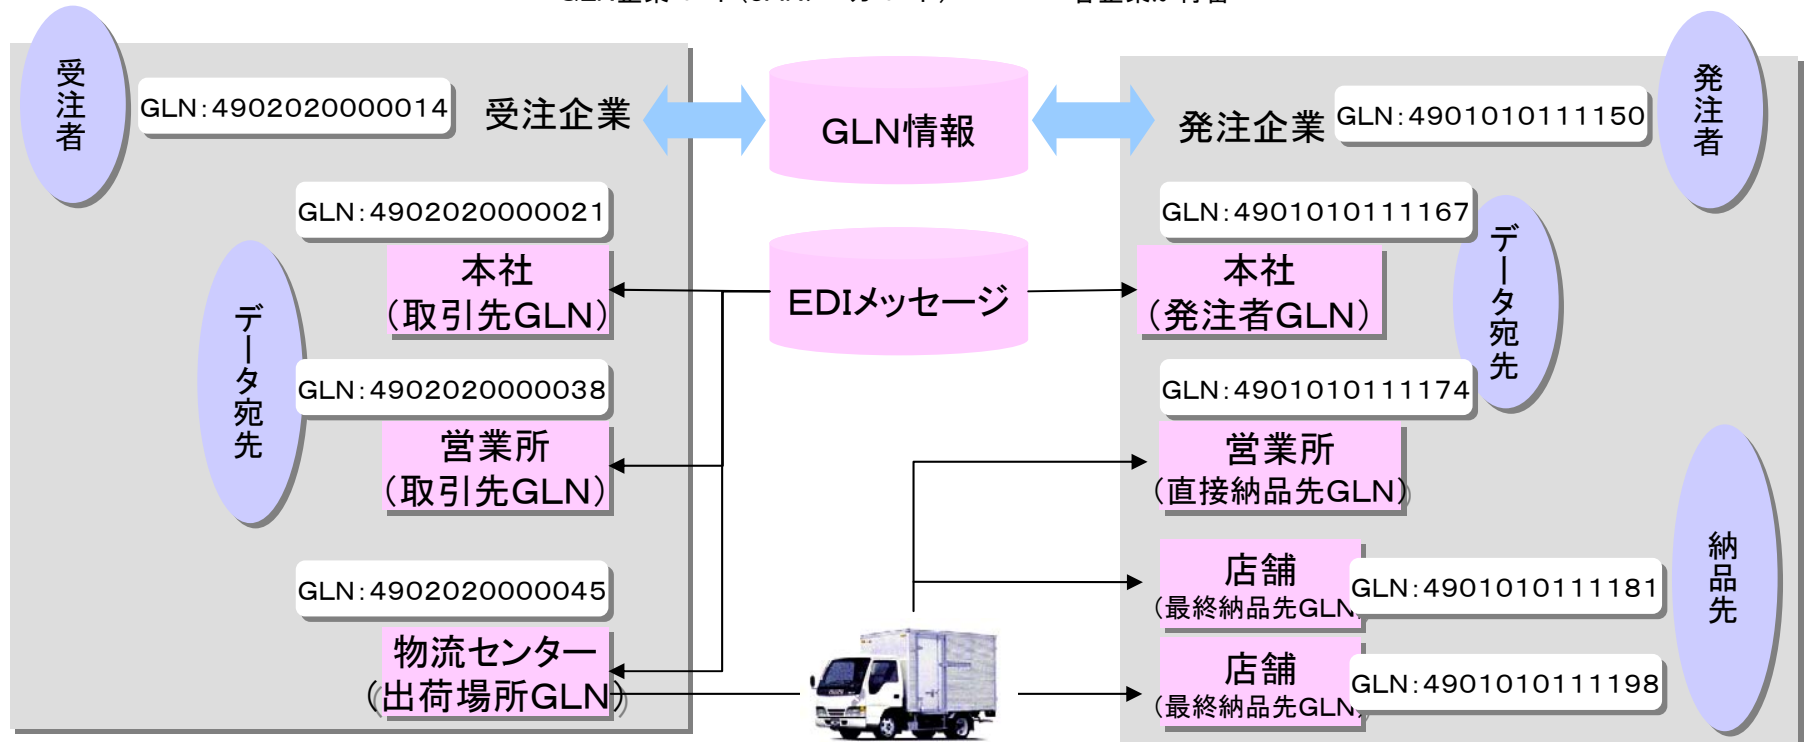 受注者
GLN:4902020000014
受注企業
GLN情報
発注企業
GLN:4901010111150
発注者
GLN:4902020000021
本社
(取引先GLN)
EDIメッセージ
GLN:4901010111167
本社
(発注者GLN)
データ宛先
データ宛先
GLN:4902020000038
営業所
(取引先GLN)
GLN:4901010111174
営業所
(直接納品先GLN)
GLN:4902020000045
物流センター
(出荷場所GLN)
店舗
(最終納品先GLN)
GLN:4901010111181
店舗
(最終納品先GLN)
GLN:4901010111198
納品先